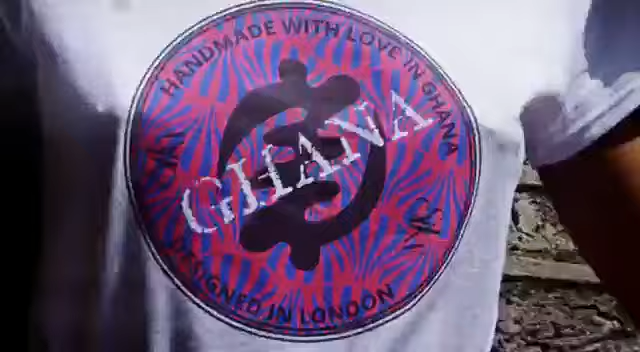 HANDMADE WITH LOVE IN GHANA
GHANA
DESIGNED IN LONDON